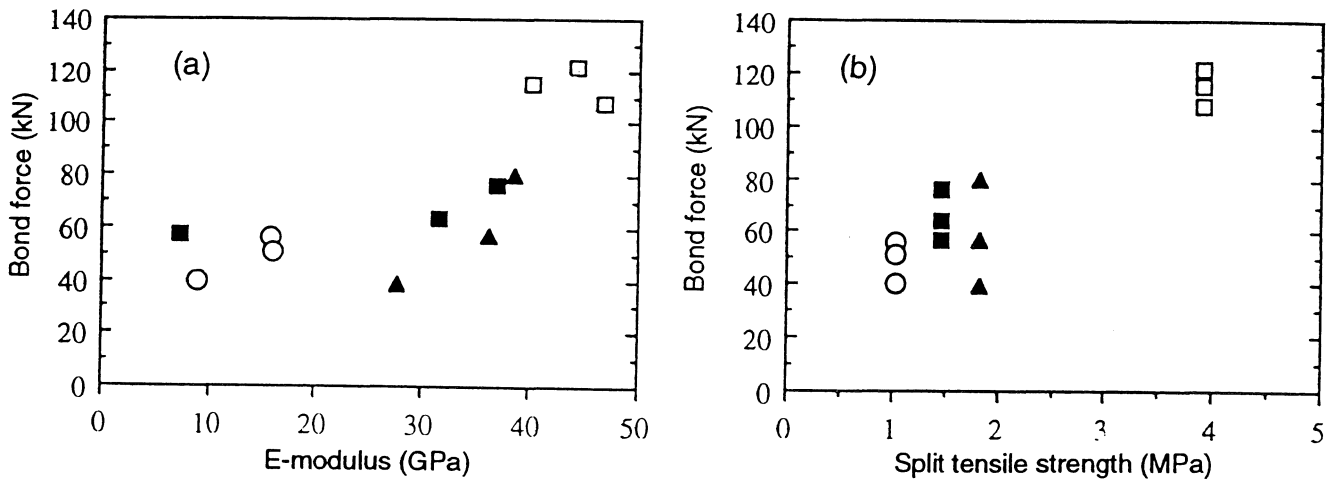 140
120
100
80
60
40
20
0
Bond force (kN)
(a)
0 10 20 30 40 50
E-modulus (GPa)
140
120
100
80
60
40
20
0
Bond force (kN)
(b)
0 1 2 3 4 5
Split tensile strength (MPa)